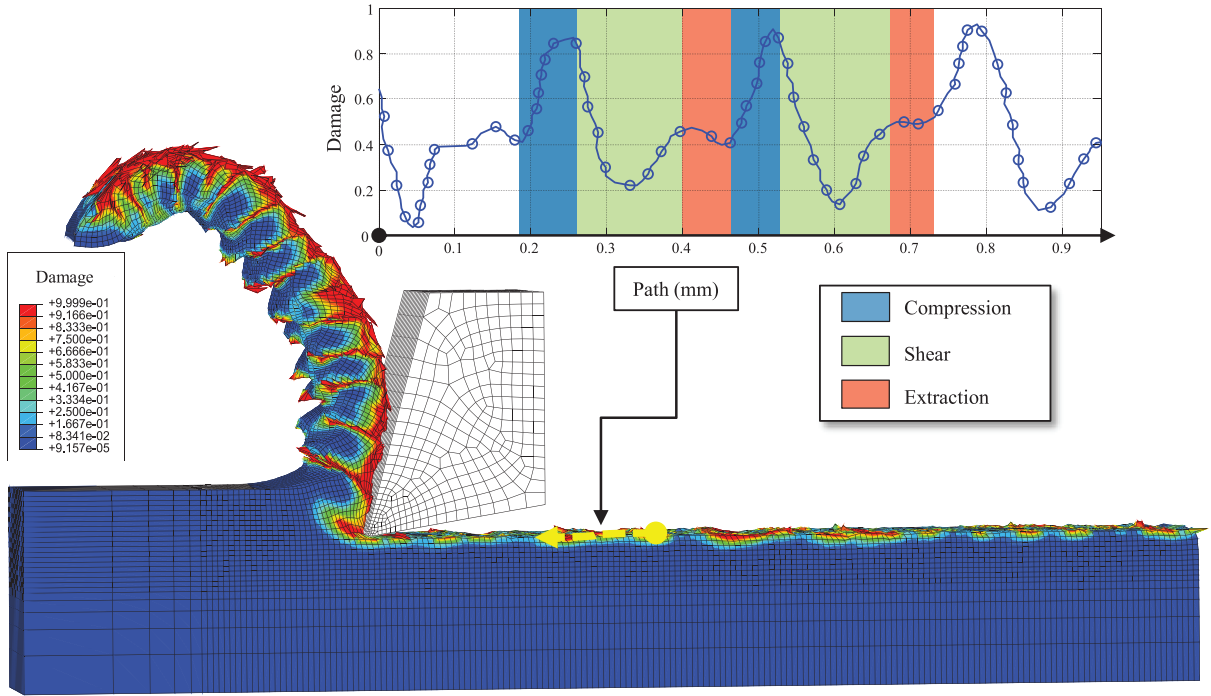 1
0.8
0.6
0.4
0.2
0
Damage
0 0.1 0.2 0.3 0.4 0.5 0.6 0.7 0.8 0.9
Path (mm)
Damage
+9,999e-01
+9,166e-01
+8,333e-01
+7,500e-01
+6,666e-01
+5,833e-01
+5,000e-01
+4,167e-01
+3,334e-01
+2,500e-01
+1,667e-01
+8,341e-02
+9,157e-05
Compression
Shear
Extraction